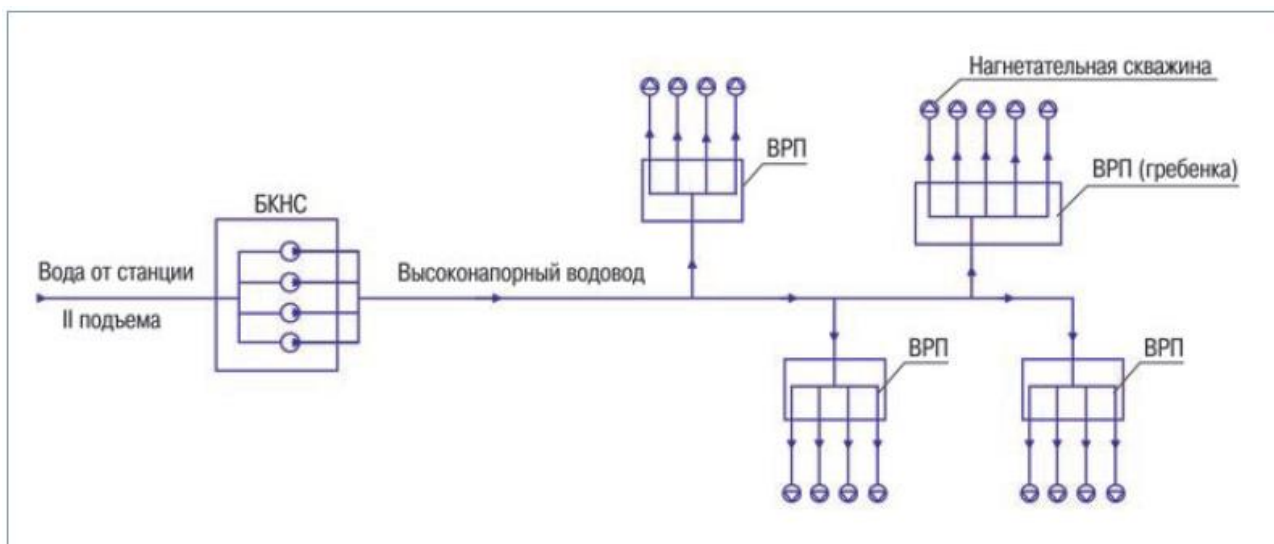 Нагнетательная скважина
ВРП
ВРП (гребенка)
БКНС
Вода от станции
II подъема
Высоконапорный водовод
ВРП
ВРП